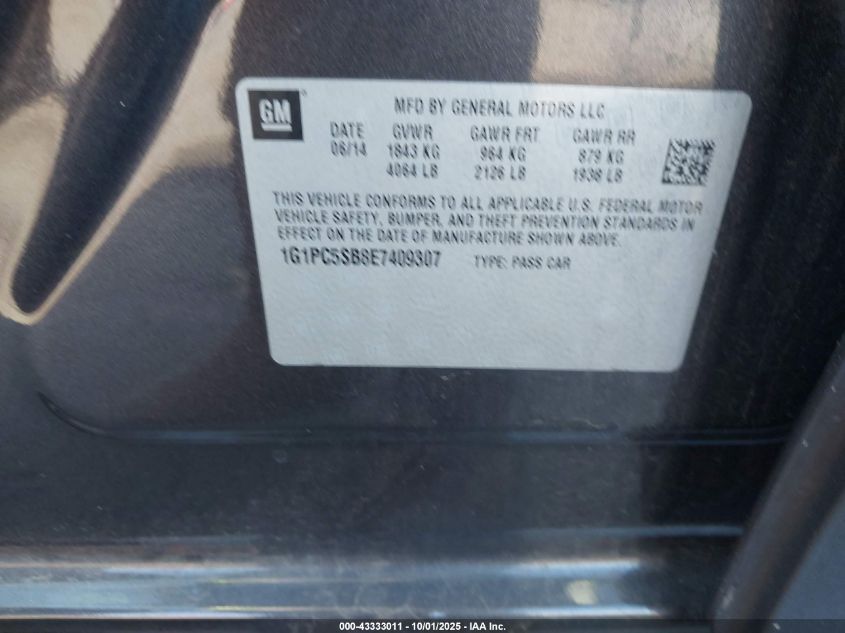 GM
MFD BY GENERAL MOTORS LLC
DATE GVWR GAWR FRT GAWR RR
06/14 1843 KG 964 KG 879 KG
4064 LB 2126 LB 1938 LB
THIS VEHICLE CONFORMS TO ALL APPLICABLE U.S. FEDERAL MOTOR
VEHICLE SAFETY, BUMPER, AND THEFT PREVENTION STANDARDS IN
EFFECT ON THE DATE OF MANUFACTURE SHOWN ABOVE.
1G1PC5SB8E7409307 TYPE: PASS CAR
000-43333011 - 10/01/2025 - IAA Inc.